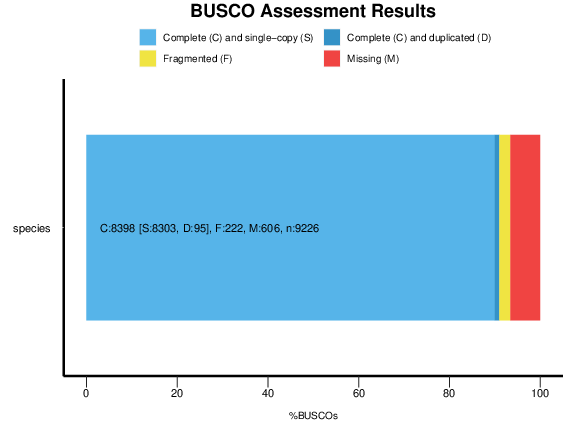 BUSCO Assessment Results
Complete (C) and single−copy (S) Complete (C) and duplicated (D)
Fragmented (F) Missing (M)
species
C:8398 [S:8303, D:95], F:222, M:606, n:9226
0 20 40 60 80 100
%BUSCOs